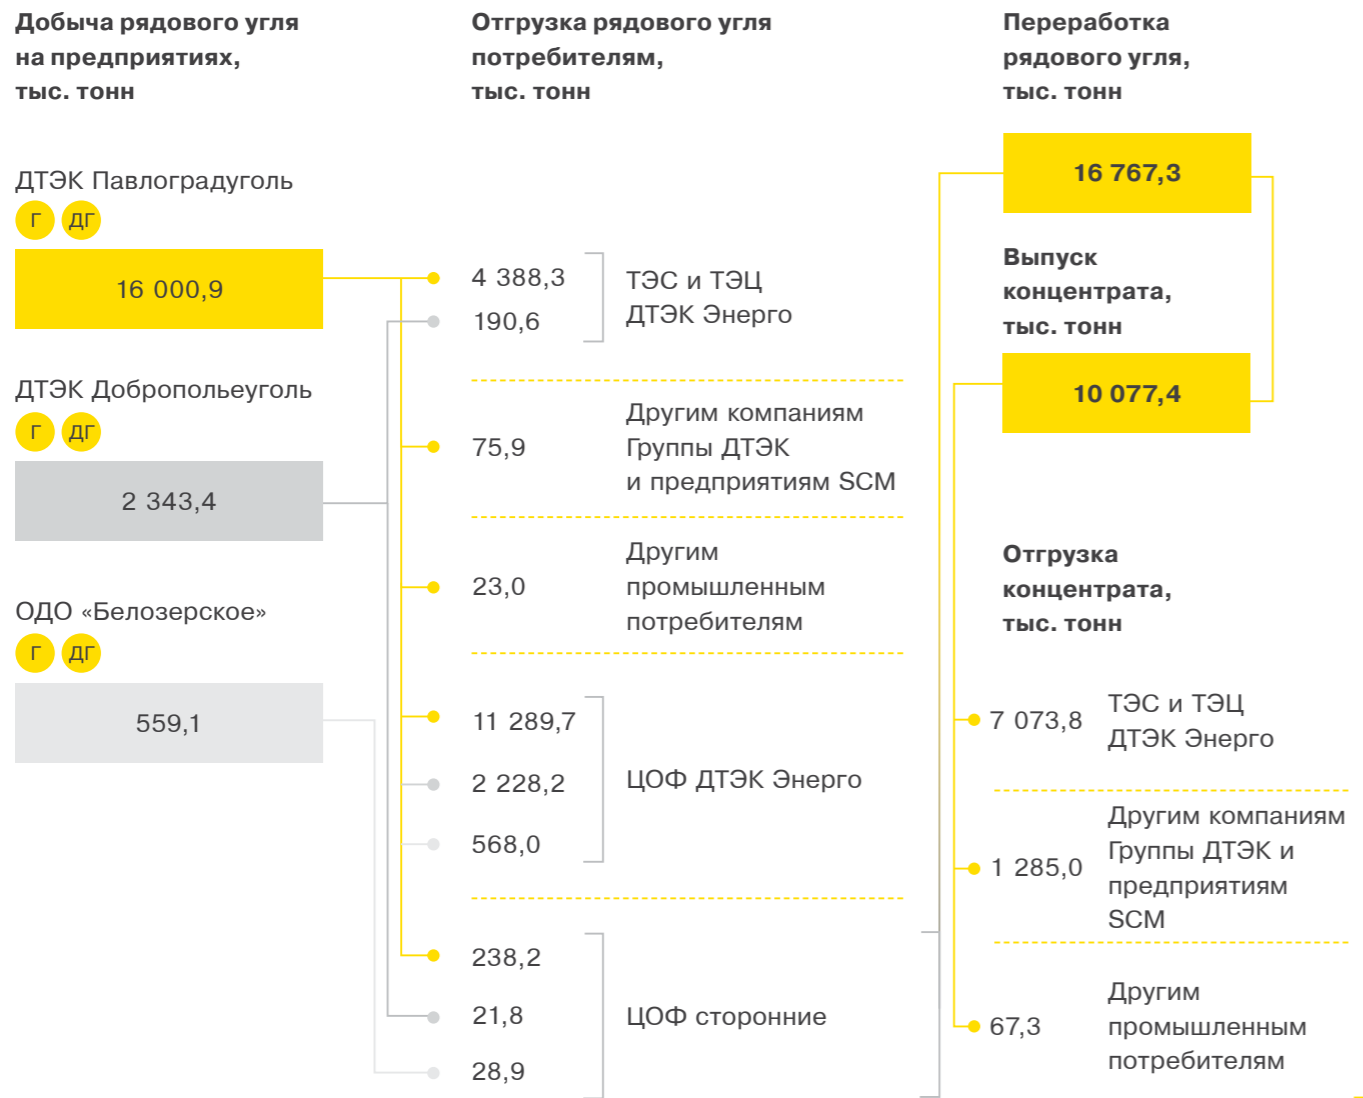 Добыча рядового угля
на предприятиях,
тыс. тонн
ДТЭК Павлоградуголь
Г ДГ
16 000,9
ДТЭК Добропольеуголь
Г ДГ
2 343,4
ОДО «Белозерское»
Г ДГ
559,1
Отгрузка рядового угля
потребителям,
тыс. тонн
4 388,3
190,6
ТЭС и ТЭЦ
ДТЭК Энерго
75,9
Другим компаниям
Группы ДТЭК
и предприятиям SCM
23,0
Другим
промышленным
потребителям
11 289,7
2 228,2
568,0
ЦОФ ДТЭК Энерго
238,2
21,8
28,9
ЦОФ сторонние
Переработка
рядового угля,
тыс. тонн
16 767,3
Выпуск
концентрата,
тыс. тонн
10 077,4
Отгрузка
концентрата,
тыс. тонн
7 073,8
ТЭС и ТЭЦ
ДТЭК Энерго
1 285,0
Другим компаниям
Группы ДТЭК и
предприятиям
SCM
67,3
Другим
промышленным
потребителям